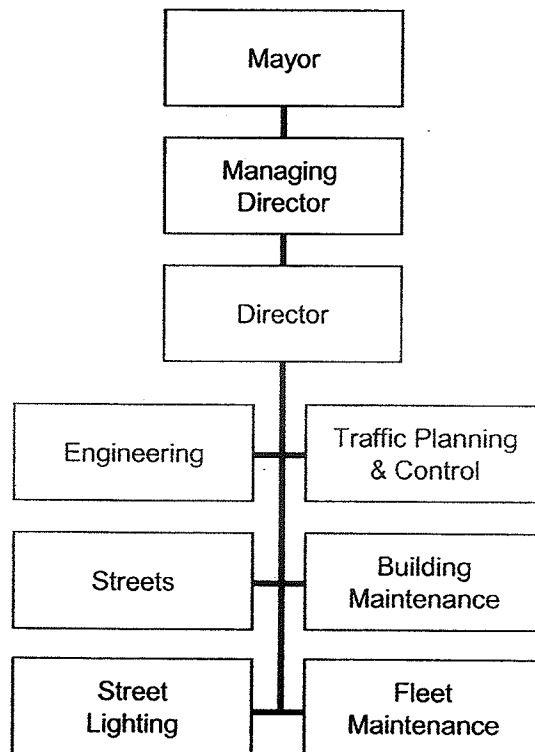 Mayor
Managing
Director
Director
Engineering
Traffic Planning
& Control
Streets
Building
Maintenance
Street
Lighting
Fleet
Maintenance